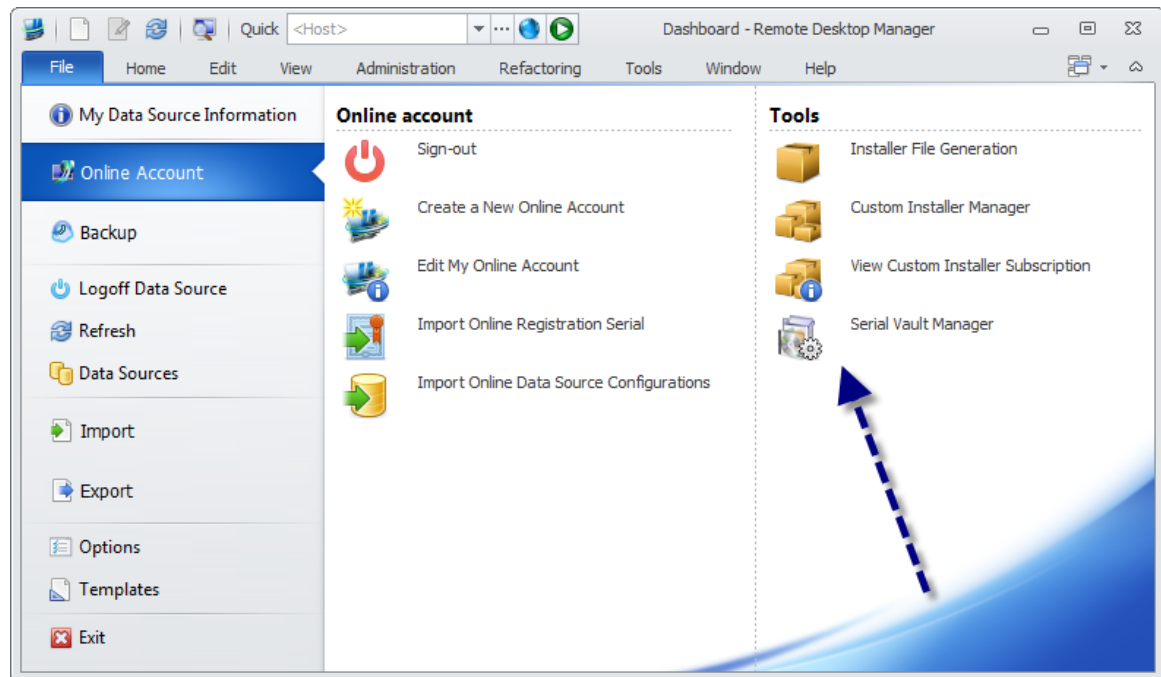 Quick <Host> Dashboard - Remote Desktop Manager
File Home Edit View Administration Refactoring Tools Window Help
My Data Source Information
Online Account
Backup
Logoff Data Source
Refresh
Data Sources
Import
Export
Options
Templates
Exit
Online account
Sign-out
Create a New Online Account
Edit My Online Account
Import Online Registration Serial
Import Online Data Source Configurations
Tools
Installer File Generation
Custom Installer Manager
View Custom Installer Subscription
Serial Vault Manager